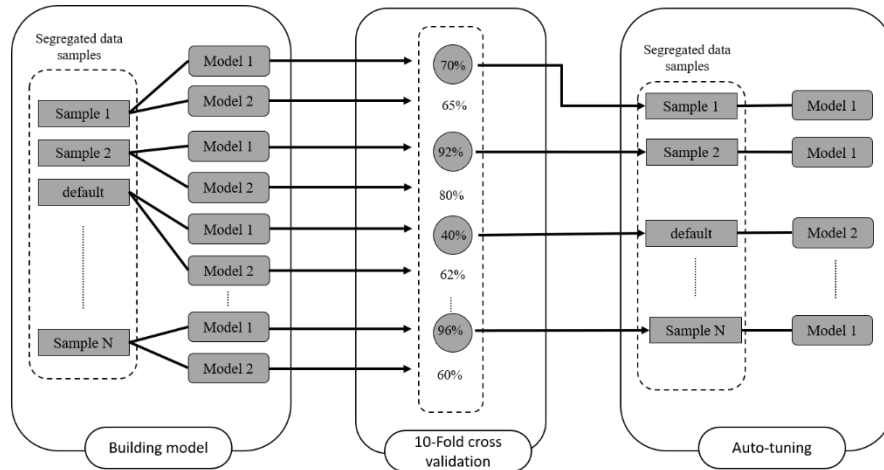 Segregated data
samples
Sample 1
Sample 2
default
Sample N
Model 1
Model 2
Model 1
Model 2
Model 1
Model 2
Model 1
Model 2
Building model
70%
65%
92%
80%
40%
62%
96%
60%
10-Fold cross
validation
Segregated data
samples
Sample 1
Model 1
Sample 2
Model 1
default
Model 2
Sample N
Model 1
Auto-tuning